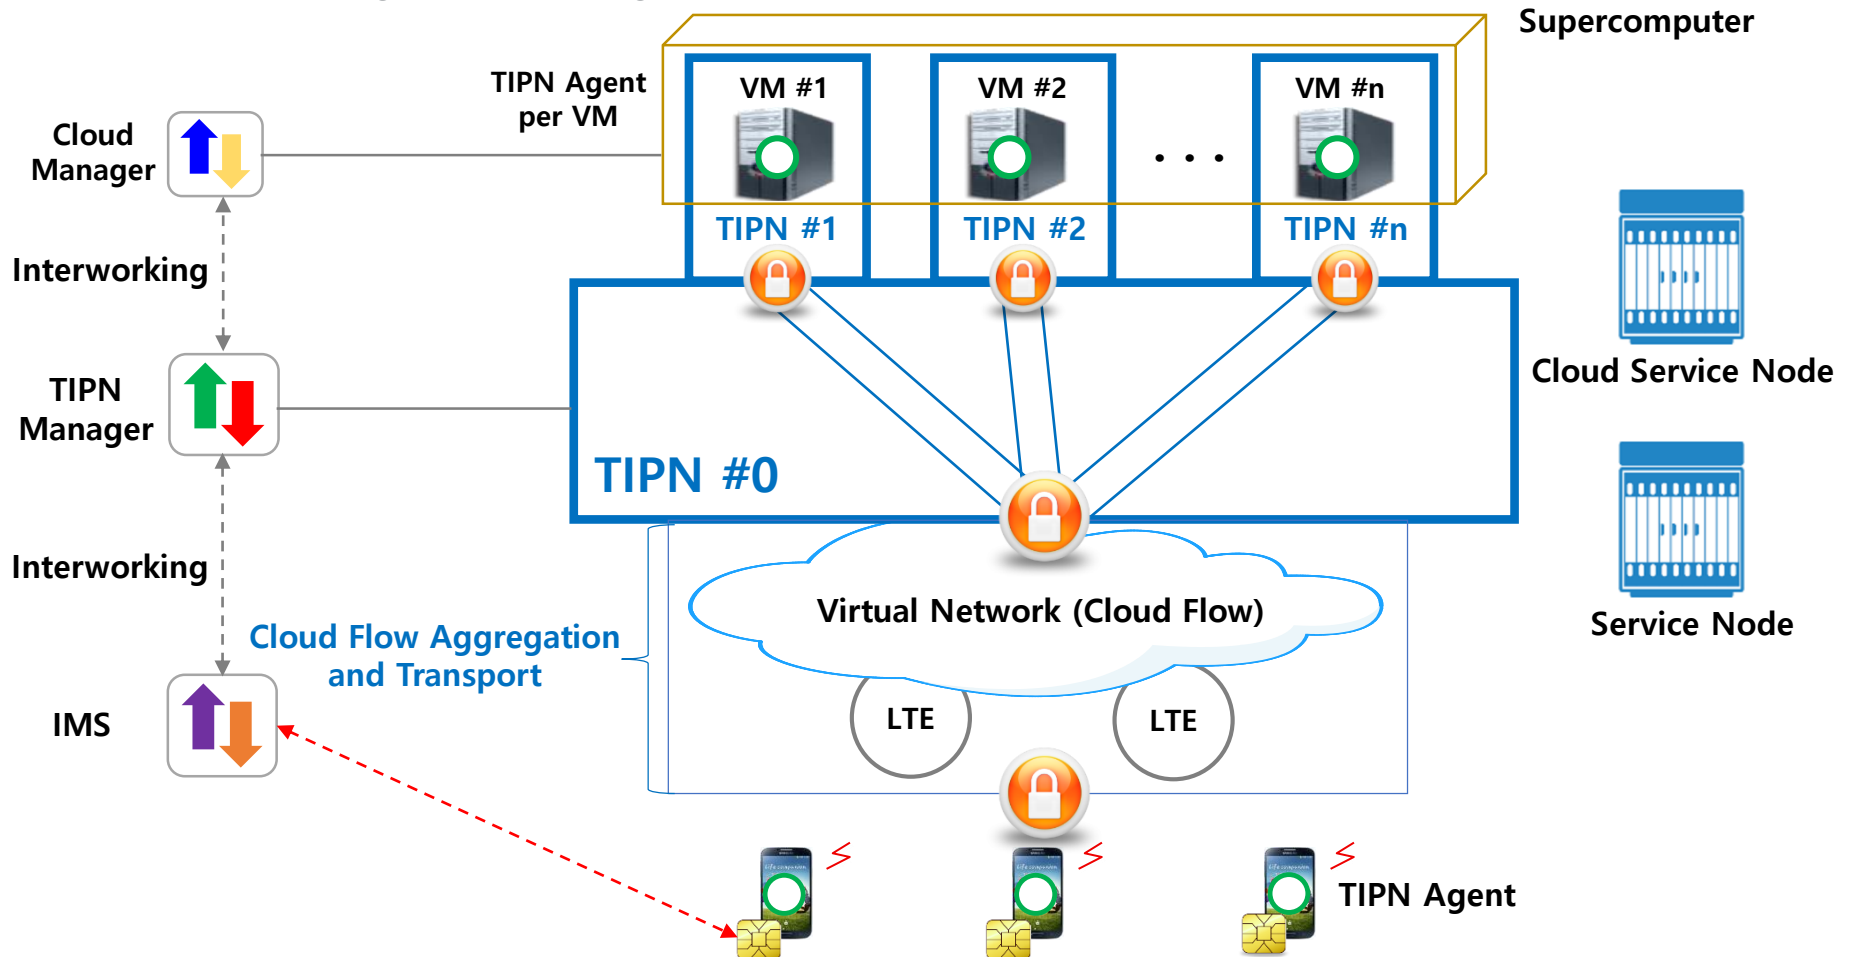 Supercomputer
TIPN Agent
per VM
VM #1
VM #2
VM #n
Cloud
Manager
. . .
TIPN #1
TIPN #2
TIPN #n
Interworking
Cloud Service Node
TIPN
Manager
TIPN #0
Interworking
Virtual Network (Cloud Flow)
Service Node
Cloud Flow Aggregation
and Transport
IMS
LTE
LTE
TIPN Agent